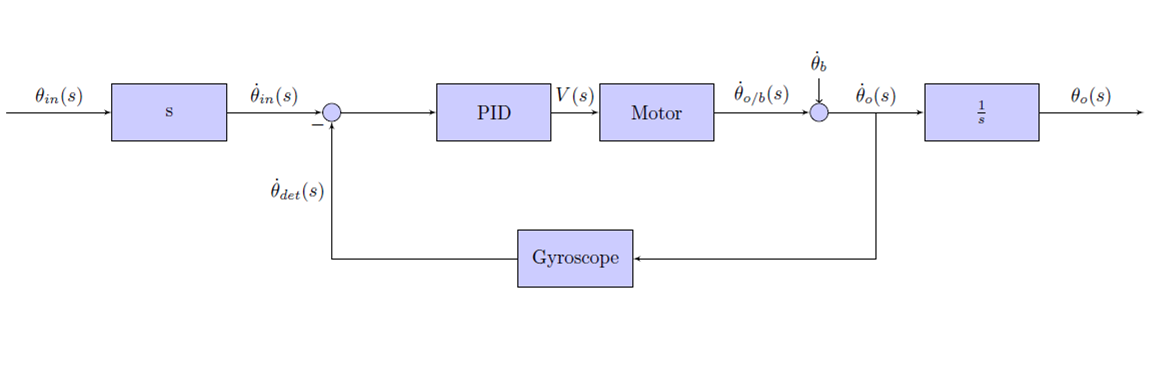 θ̇_b
θ_in(s) s θ̇_in(s) PID V(s) Motor θ̇_o/b(s) θ̇_o(s) 1/s θ_o(s)
−
θ̇_det(s)
Gyroscope